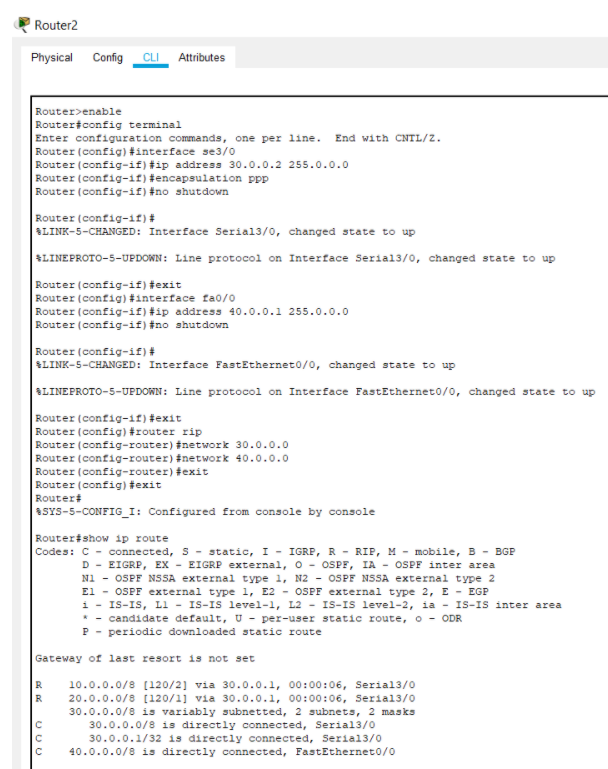 Router2
Physical Config CLI Attributes
Router>enable
Router#config terminal
Enter configuration commands, one per line. End with CNTL/Z.
Router(config)#interface se3/0
Router(config-if)#ip address 30.0.0.2 255.0.0.0
Router(config-if)#encapsulation ppp
Router(config-if)#no shutdown
Router(config-if)#
%LINK-5-CHANGED: Interface Serial3/0, changed state to up
%LINEPROTO-5-UPDOWN: Line protocol on Interface Serial3/0, changed state to up
Router(config-if)#exit
Router(config)#interface fa0/0
Router(config-if)#ip address 40.0.0.1 255.0.0.0
Router(config-if)#no shutdown
Router(config-if)#
%LINK-5-CHANGED: Interface FastEthernet0/0, changed state to up
%LINEPROTO-5-UPDOWN: Line protocol on Interface FastEthernet0/0, changed state to up
Router(config-if)#exit
Router(config)#router rip
Router(config-router)#network 30.0.0.0
Router(config-router)#network 40.0.0.0
Router(config-router)#exit
Router(config)#exit
Router#
%SYS-5-CONFIG_I: Configured from console by console
Router#show ip route
Codes: C - connected, S - static, I - IGRP, R - RIP, M - mobile, B - BGP
D - EIGRP, EX - EIGRP external, O - OSPF, IA - OSPF inter area
N1 - OSPF NSSA external type 1, N2 - OSPF NSSA external type 2
E1 - OSPF external type 1, E2 - OSPF external type 2, E - EGP
i - IS-IS, L1 - IS-IS level-1, L2 - IS-IS level-2, ia - IS-IS inter area
* - candidate default, U - per-user static route, o - ODR
P - periodic downloaded static route
Gateway of last resort is not set
R 10.0.0.0/8 [120/2] via 30.0.0.1, 00:00:06, Serial3/0
R 20.0.0.0/8 [120/1] via 30.0.0.1, 00:00:06, Serial3/0
30.0.0.0/8 is variably subnetted, 2 subnets, 2 masks
C 30.0.0.0/8 is directly connected, Serial3/0
C 30.0.0.1/32 is directly connected, Serial3/0
C 40.0.0.0/8 is directly connected, FastEthernet0/0